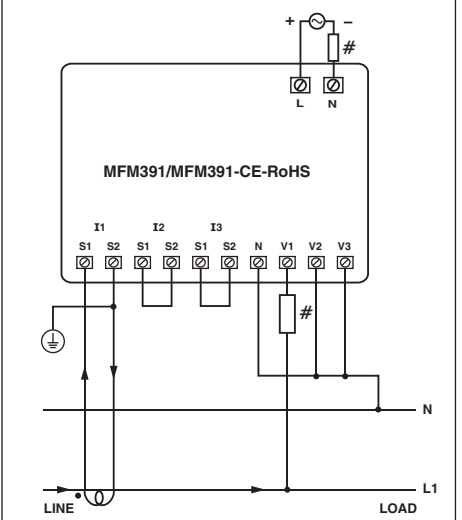 + –
#
L N
MFM391/MFM391-CE-RoHS
I1 I2 I3
S1 S2 S1 S2 S1 S2 N V1 V2 V3
#
N
L1
LINE LOAD